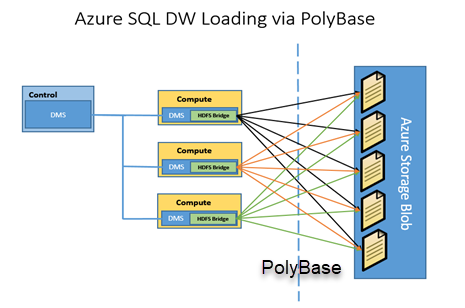 Azure SQL DW Loading via PolyBase
Control
DMS
Compute
DMS HDFS Bridge
Compute
DMS HDFS Bridge
Compute
DMS HDFS Bridge
Azure Storage Blob
PolyBase